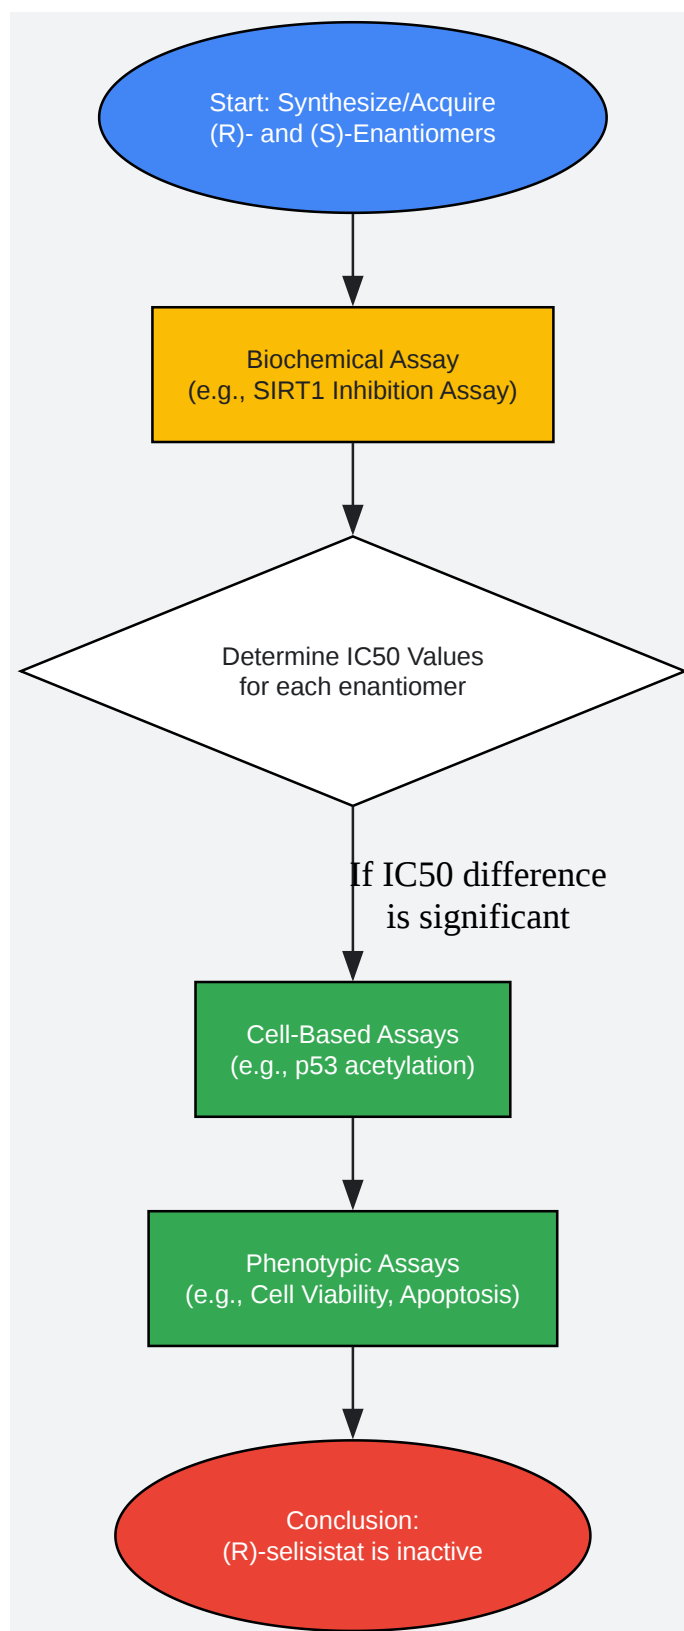 Start: Synthesize/Acquire
(R)- and (S)-Enantiomers
Biochemical Assay
(e.g., SIRT1 Inhibition Assay)
Determine IC50 Values
for each enantiomer
If IC50 difference
is significant
Cell-Based Assays
(e.g., p53 acetylation)
Phenotypic Assays
(e.g., Cell Viability, Apoptosis)
Conclusion:
(R)-selisistat is inactive